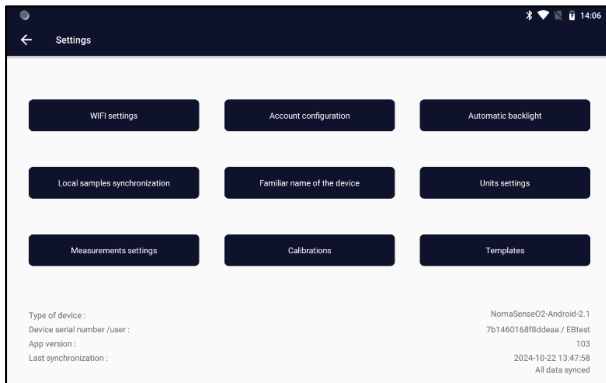 14:06
Settings
WIFI settings Account configuration Automatic backlight
Local samples synchronization Familiar name of the device Units settings
Measurements settings Calibrations Templates
Type of device : NomaSenseO2-Android-2.1
Device serial number /user : 7b1460168f8ddeaa / EBtest
App version : 103
Last synchronization : 2024-10-22 13:47:58
All data synced